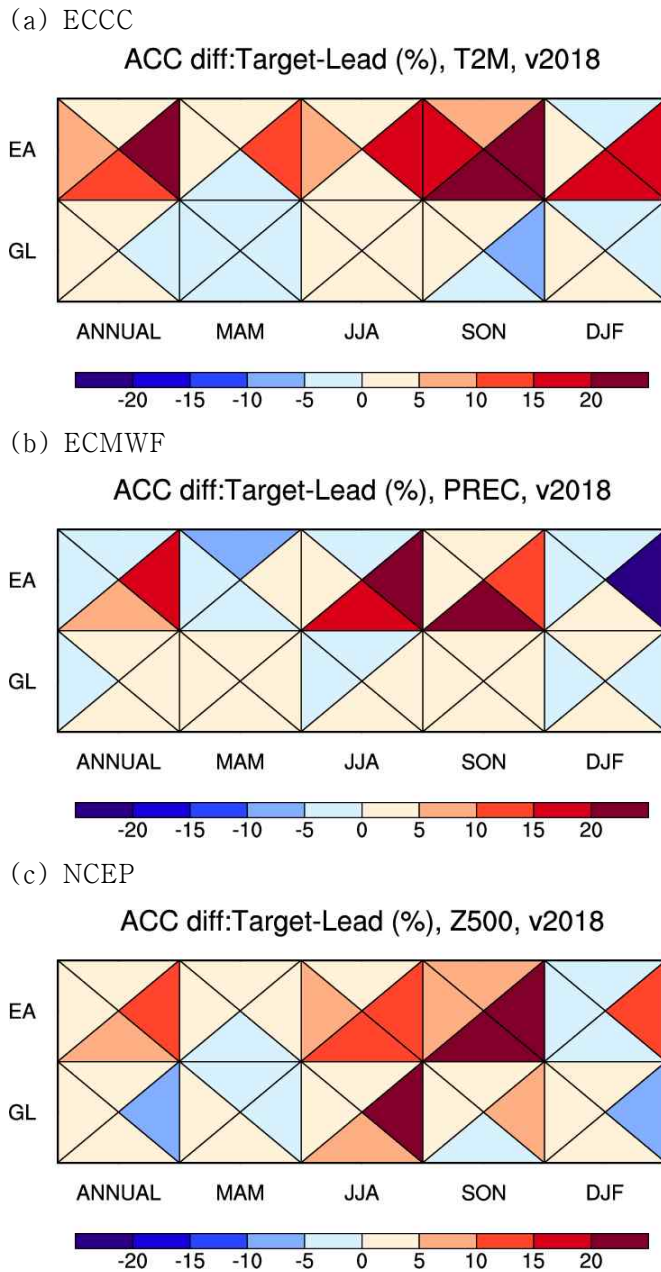 (a) ECCC
ACC diff:Target-Lead (%), T2M, v2018
EA
GL
ANNUAL MAM JJA SON DJF
-20 -15 -10 -5 0 5 10 15 20
(b) ECMWF
ACC diff:Target-Lead (%), PREC, v2018
EA
GL
ANNUAL MAM JJA SON DJF
-20 -15 -10 -5 0 5 10 15 20
(c) NCEP
ACC diff:Target-Lead (%), Z500, v2018
EA
GL
ANNUAL MAM JJA SON DJF
-20 -15 -10 -5 0 5 10 15 20